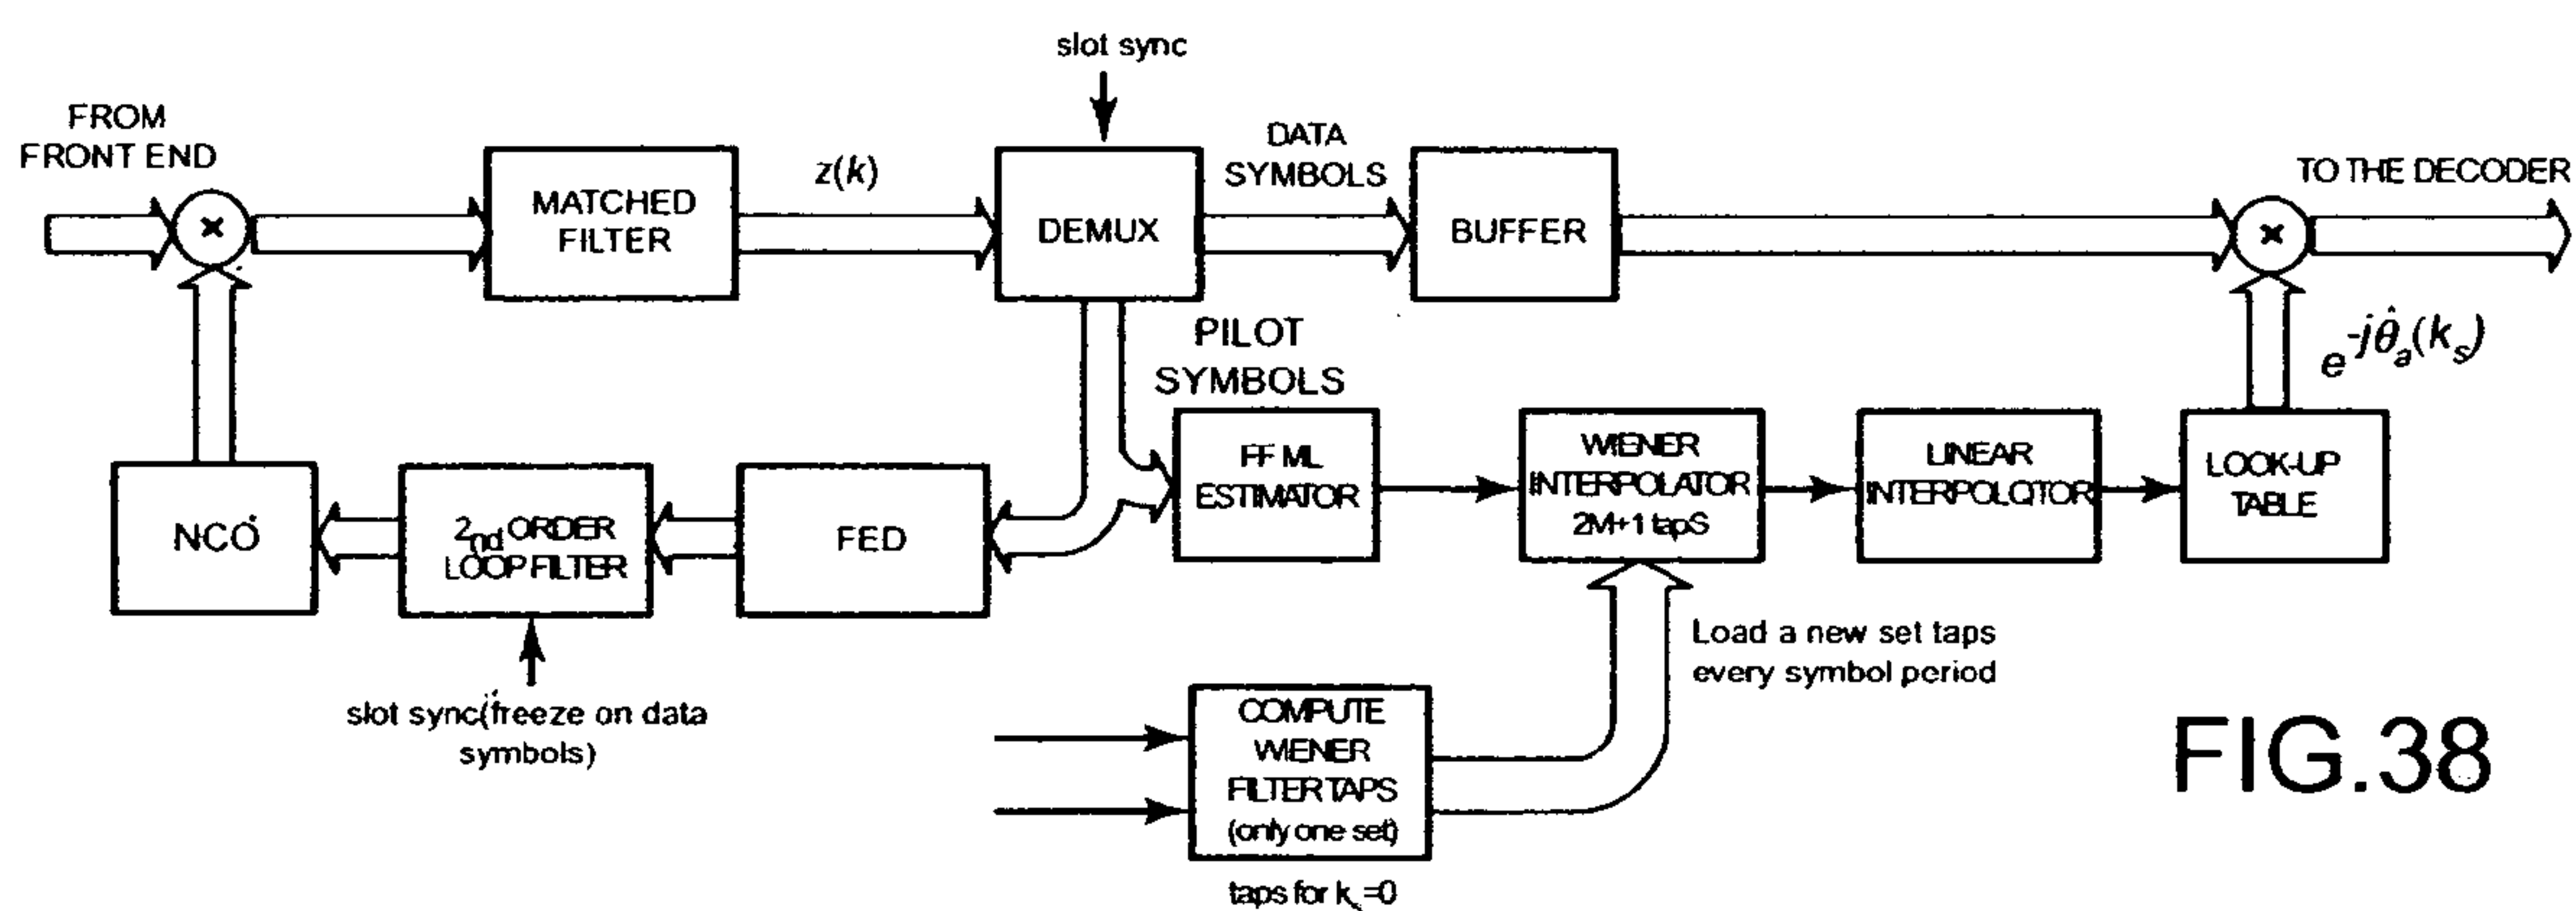 slot sync
FROM
FRONT END
MATCHED
FILTER
z(k)
DEMUX
DATA
SYMBOLS
BUFFER
TO THE DECODER
PILOT
SYMBOLS
e^{-jθ̂_a(k_s)}
NCO
2nd ORDER
LOOP FILTER
FED
FF ML
ESTIMATOR
WIENER
INTERPOLATOR
2M+1 tapS
LINEAR
INTERPOLQTOR
LOOK-UP
TABLE
slot sync(freeze on data
symbols)
Load a new set taps
every symbol period
COMPUTE
WIENER
FILTER TAPS
(only one set)
taps for k_s=0
FIG.38